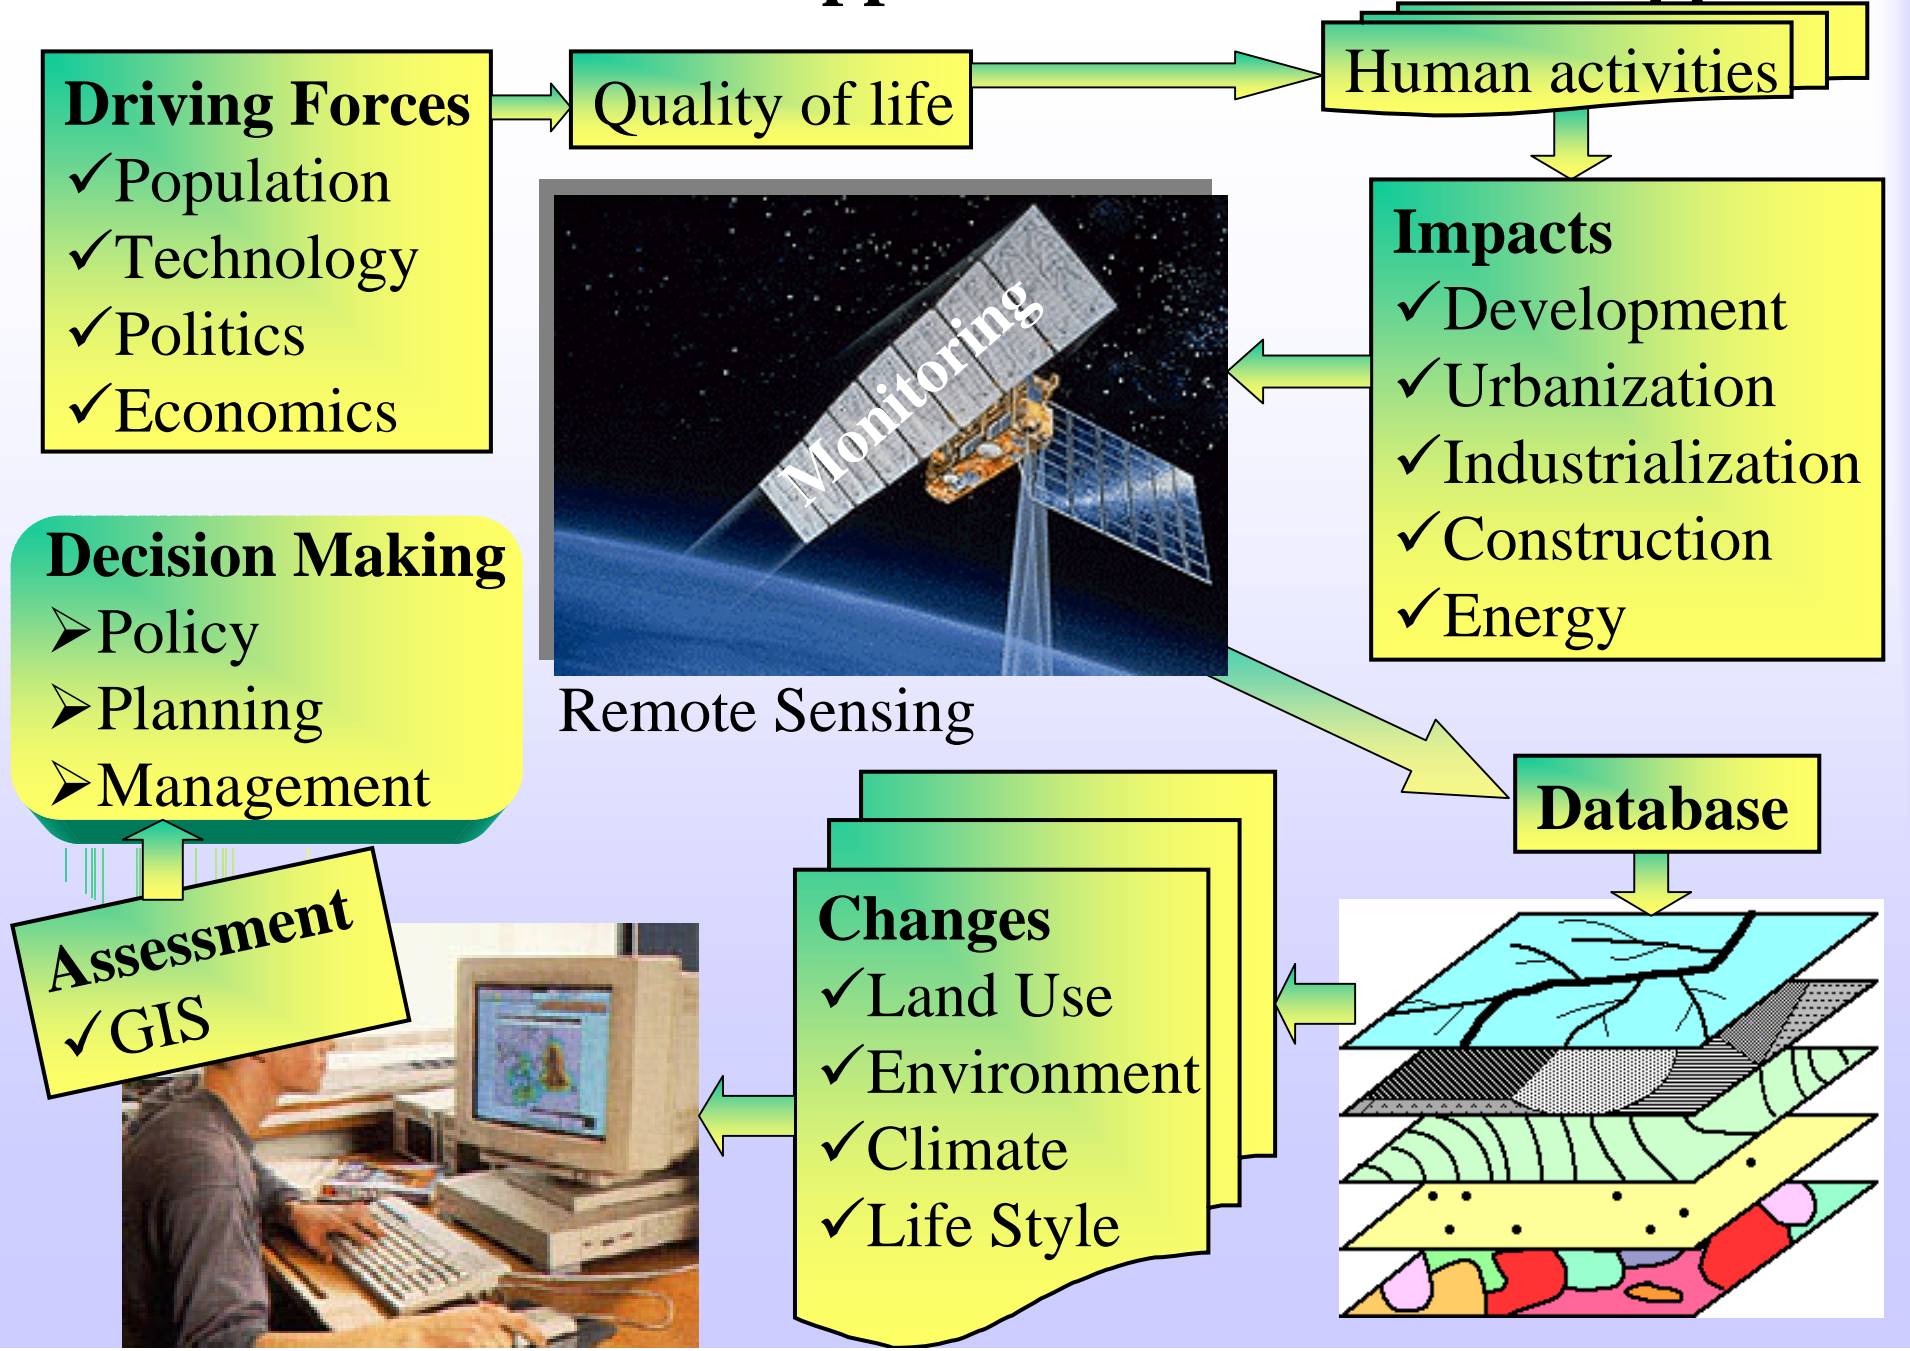 Driving Forces
✓Population
✓Technology
✓Politics
✓Economics
Quality of life
Human activities
Impacts
✓Development
✓Urbanization
✓Industrialization
✓Construction
✓Energy
Monitoring
Remote Sensing
Database
Changes
✓Land Use
✓Environment
✓Climate
✓Life Style
Assessment
✓GIS
Decision Making
➢Policy
➢Planning
➢Management